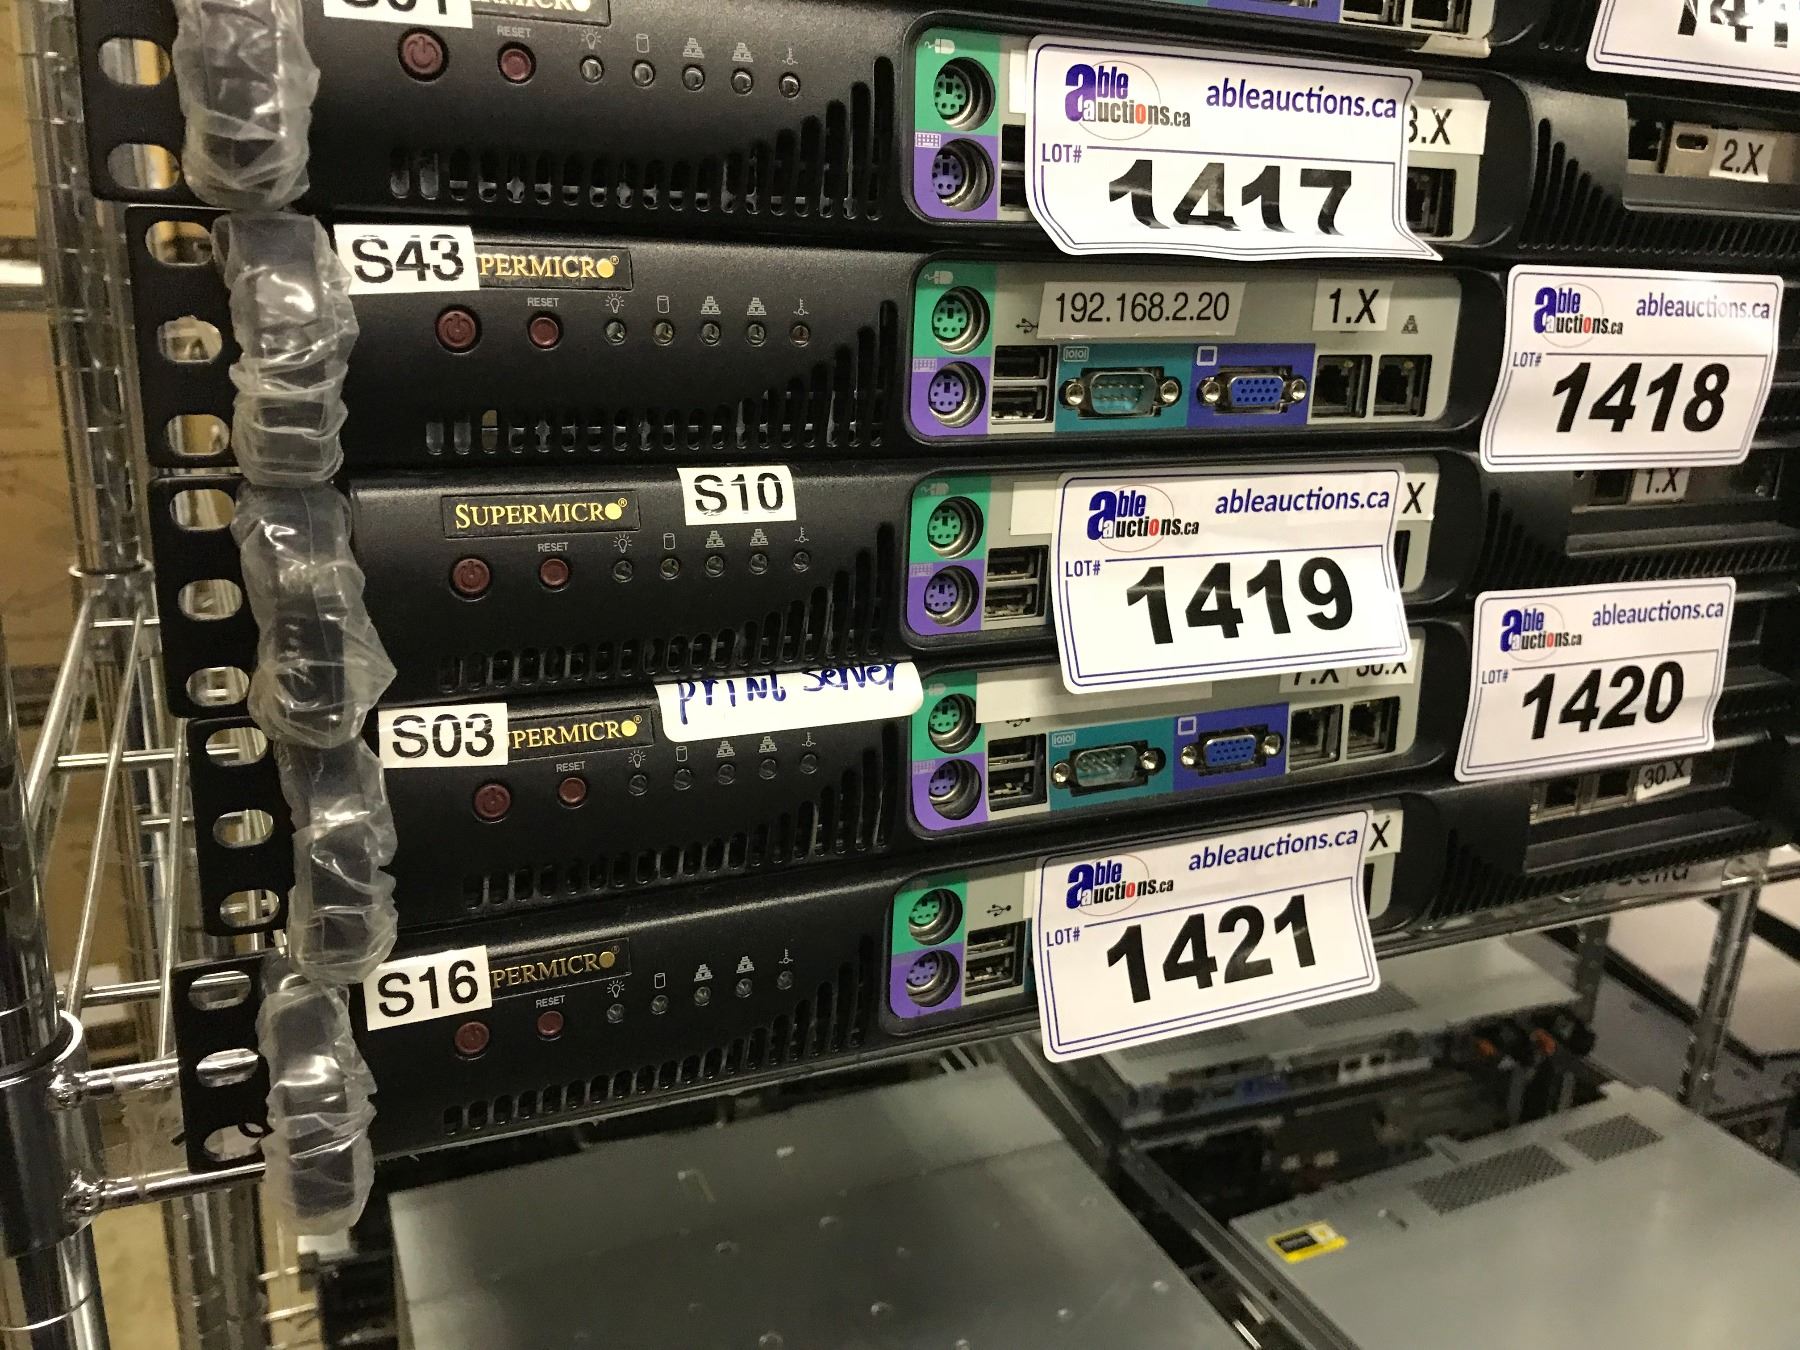 RESET
able
auctions.ca
ableauctions.ca
LOT#
1417
3.X
2.X
S43
PERMICRO
RESET
192.168.2.20
1.X
able
auctions.ca
ableauctions.ca
LOT#
1418
SUPERMICRO
S10
RESET
able
auctions.ca
ableauctions.ca
X
LOT#
1419
1.X
S03
PERMICRO
print server
RESET
able
auctions.ca
ableauctions.ca
LOT#
1420
30.X
S16
PERMICRO
RESET
able
auctions.ca
ableauctions.ca
X
LOT#
1421